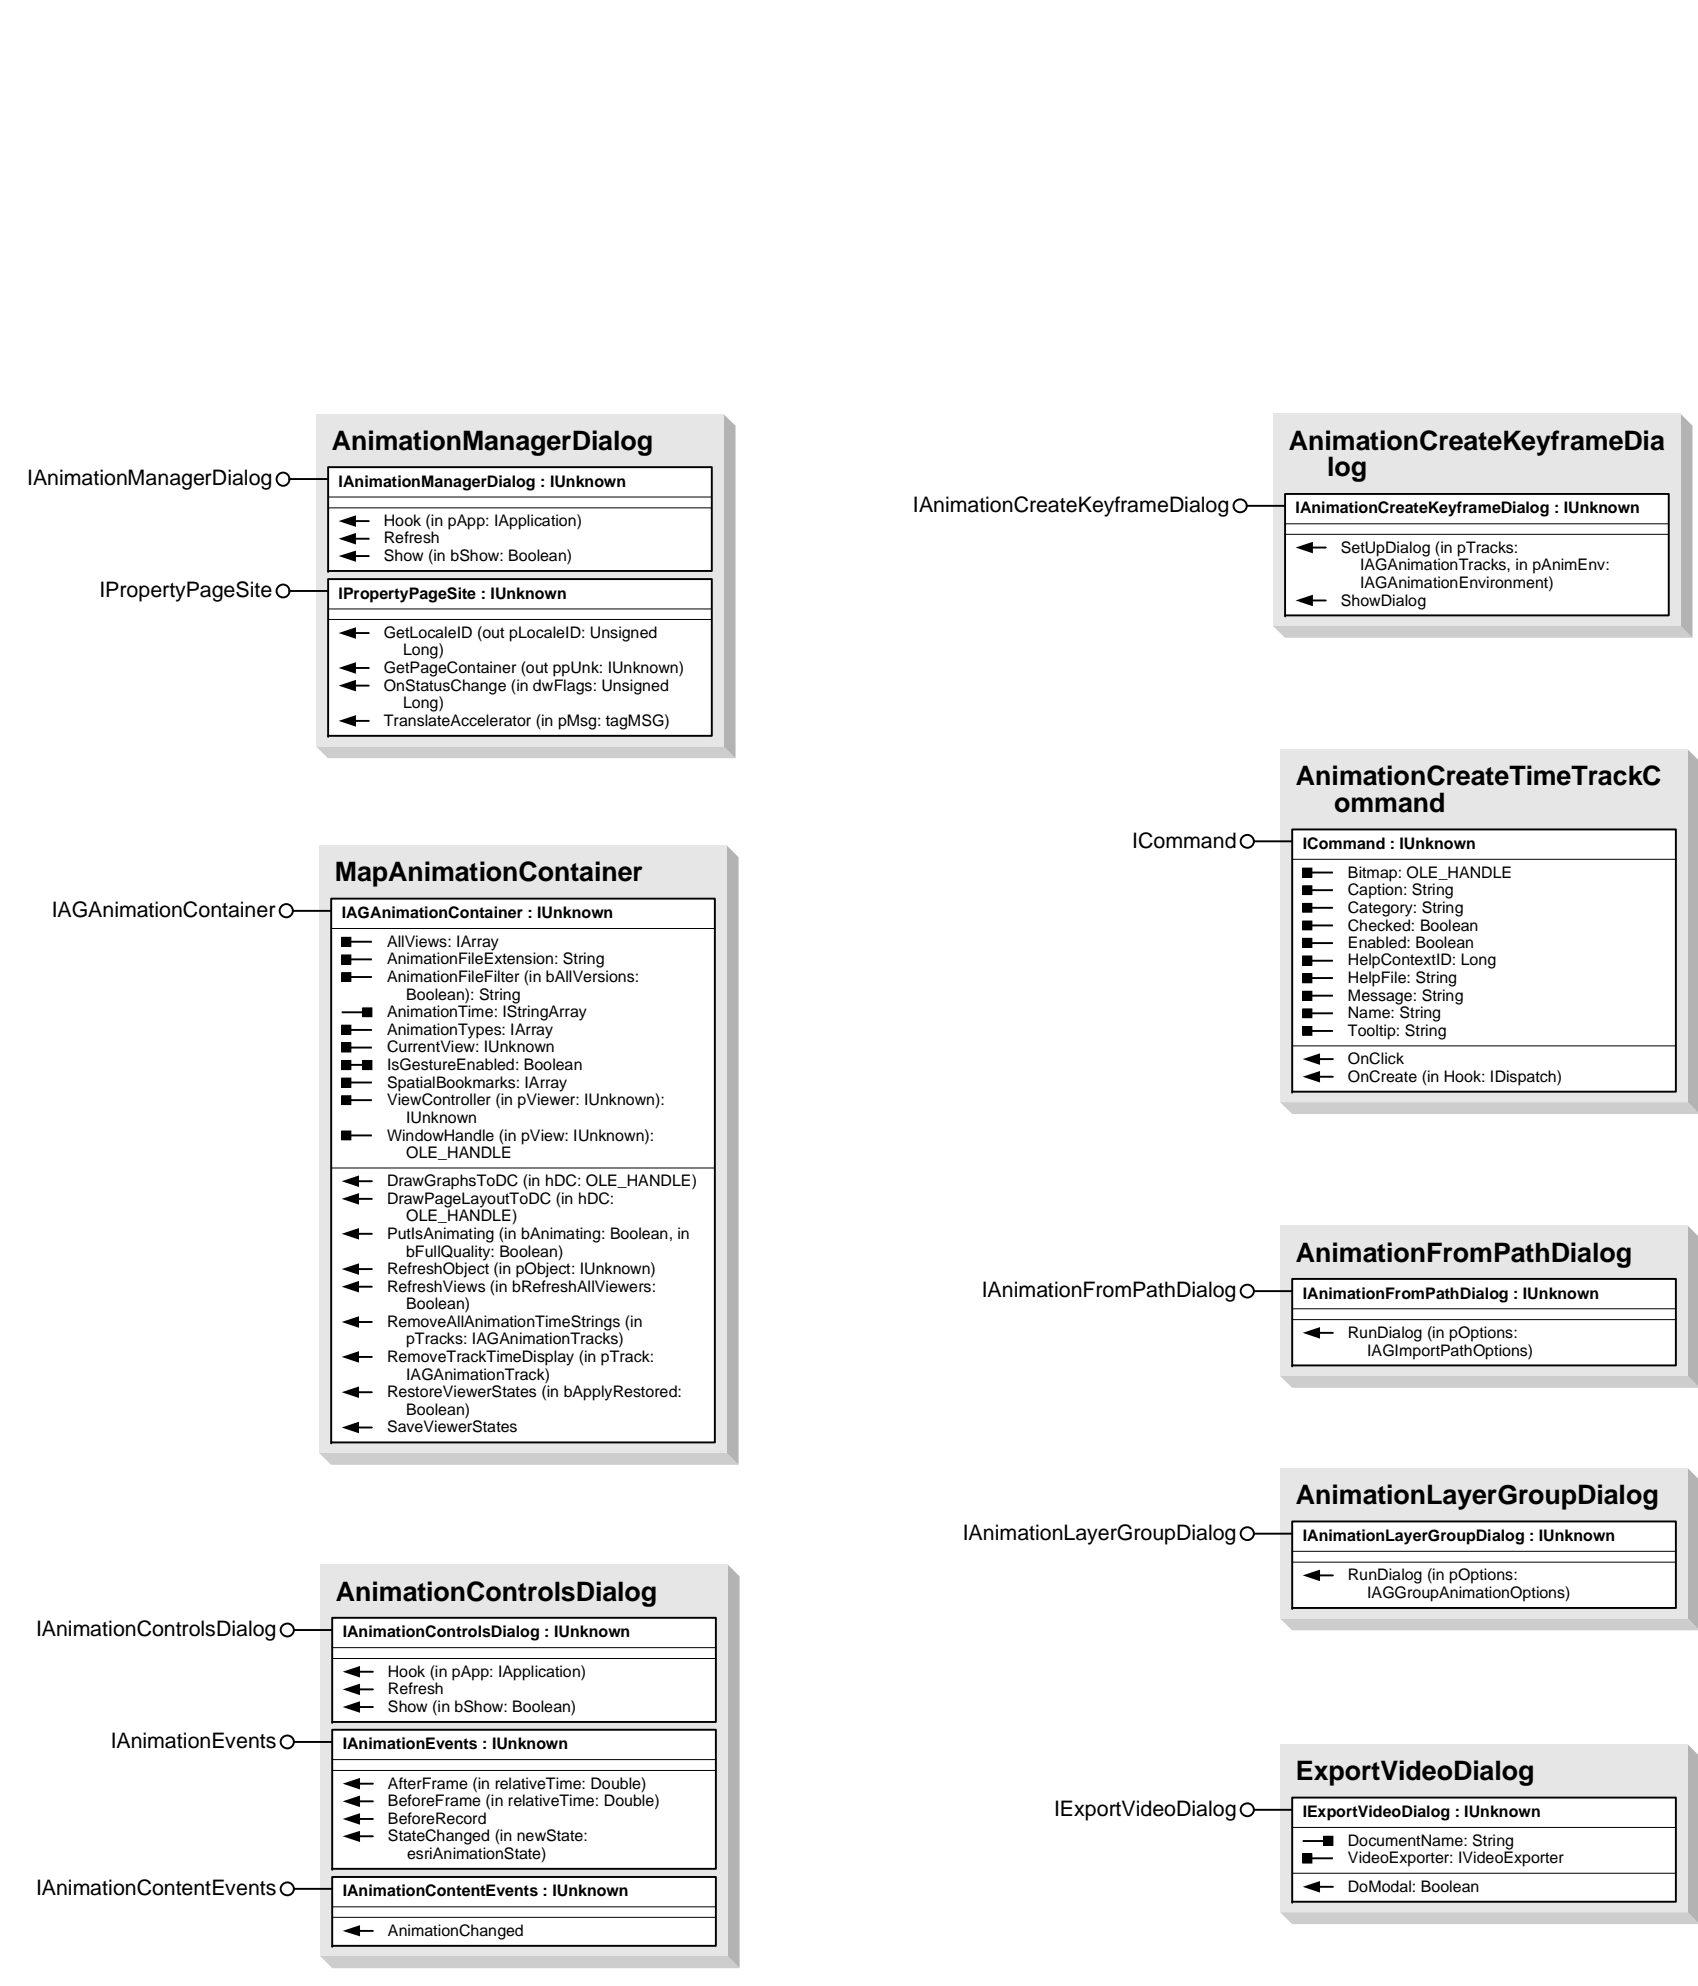 AnimationManagerDialog
IAnimationManagerDialog
IAnimationManagerDialog : IUnknown
Hook (in pApp: IApplication)
Refresh
Show (in bShow: Boolean)
IPropertyPageSite
IPropertyPageSite : IUnknown
GetLocaleID (out pLocaleID: Unsigned
Long)
GetPageContainer (out ppUnk: IUnknown)
OnStatusChange (in dwFlags: Unsigned
Long)
TranslateAccelerator (in pMsg: tagMSG)
MapAnimationContainer
IAGAnimationContainer
IAGAnimationContainer : IUnknown
AllViews: IArray
AnimationFileExtension: String
AnimationFileFilter (in bAllVersions:
Boolean): String
AnimationTime: IStringArray
AnimationTypes: IArray
CurrentView: IUnknown
IsGestureEnabled: Boolean
SpatialBookmarks: IArray
ViewController (in pViewer: IUnknown):
IUnknown
WindowHandle (in pView: IUnknown):
OLE_HANDLE
DrawGraphsToDC (in hDC: OLE_HANDLE)
DrawPageLayoutToDC (in hDC:
OLE_HANDLE)
PutIsAnimating (in bAnimating: Boolean, in
bFullQuality: Boolean)
RefreshObject (in pObject: IUnknown)
RefreshViews (in bRefreshAllViewers:
Boolean)
RemoveAllAnimationTimeStrings (in
pTracks: IAGAnimationTracks)
RemoveTrackTimeDisplay (in pTrack:
IAGAnimationTrack)
RestoreViewerStates (in bApplyRestored:
Boolean)
SaveViewerStates
AnimationControlsDialog
IAnimationControlsDialog
IAnimationControlsDialog : IUnknown
Hook (in pApp: IApplication)
Refresh
Show (in bShow: Boolean)
IAnimationEvents
IAnimationEvents : IUnknown
AfterFrame (in relativeTime: Double)
BeforeFrame (in relativeTime: Double)
BeforeRecord
StateChanged (in newState:
esriAnimationState)
IAnimationContentEvents
IAnimationContentEvents : IUnknown
AnimationChanged
AnimationCreateKeyframeDia
log
IAnimationCreateKeyframeDialog
IAnimationCreateKeyframeDialog : IUnknown
SetUpDialog (in pTracks:
IAGAnimationTracks, in pAnimEnv:
IAGAnimationEnvironment)
ShowDialog
AnimationCreateTimeTrackC
ommand
ICommand
ICommand : IUnknown
Bitmap: OLE_HANDLE
Caption: String
Category: String
Checked: Boolean
Enabled: Boolean
HelpContextID: Long
HelpFile: String
Message: String
Name: String
Tooltip: String
OnClick
OnCreate (in Hook: IDispatch)
AnimationFromPathDialog
IAnimationFromPathDialog
IAnimationFromPathDialog : IUnknown
RunDialog (in pOptions:
IAGImportPathOptions)
AnimationLayerGroupDialog
IAnimationLayerGroupDialog
IAnimationLayerGroupDialog : IUnknown
RunDialog (in pOptions:
IAGGroupAnimationOptions)
ExportVideoDialog
IExportVideoDialog
IExportVideoDialog : IUnknown
DocumentName: String
VideoExporter: IVideoExporter
DoModal: Boolean